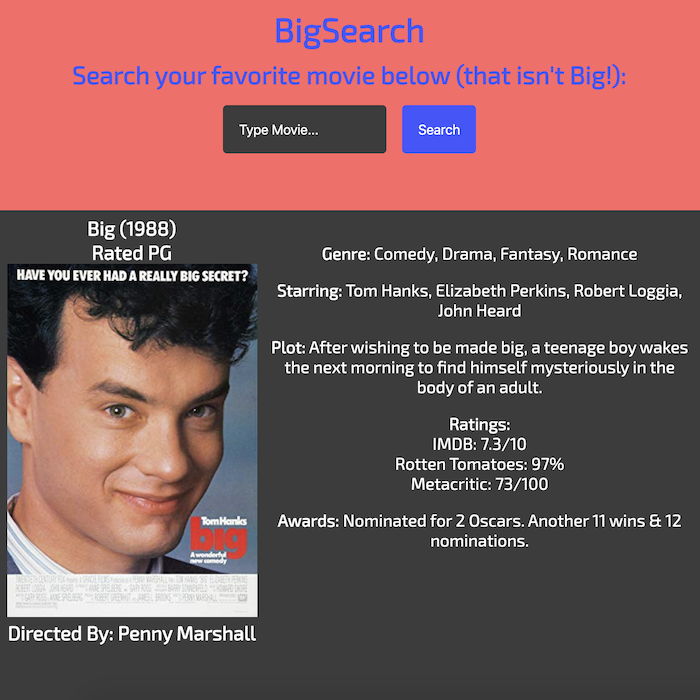 BigSearch
Search your favorite movie below (that isn't Big!):
Type Movie...
Search
Big (1988)
Rated PG
HAVE YOU EVER HAD A REALLY BIG SECRET?
Tom Hanks
big
A wonderful
new comedy
Directed By: Penny Marshall
Genre: Comedy, Drama, Fantasy, Romance
Starring: Tom Hanks, Elizabeth Perkins, Robert Loggia,
John Heard
Plot: After wishing to be made big, a teenage boy wakes
the next morning to find himself mysteriously in the
body of an adult.
Ratings:
IMDB: 7.3/10
Rotten Tomatoes: 97%
Metacritic: 73/100
Awards: Nominated for 2 Oscars. Another 11 wins & 12
nominations.